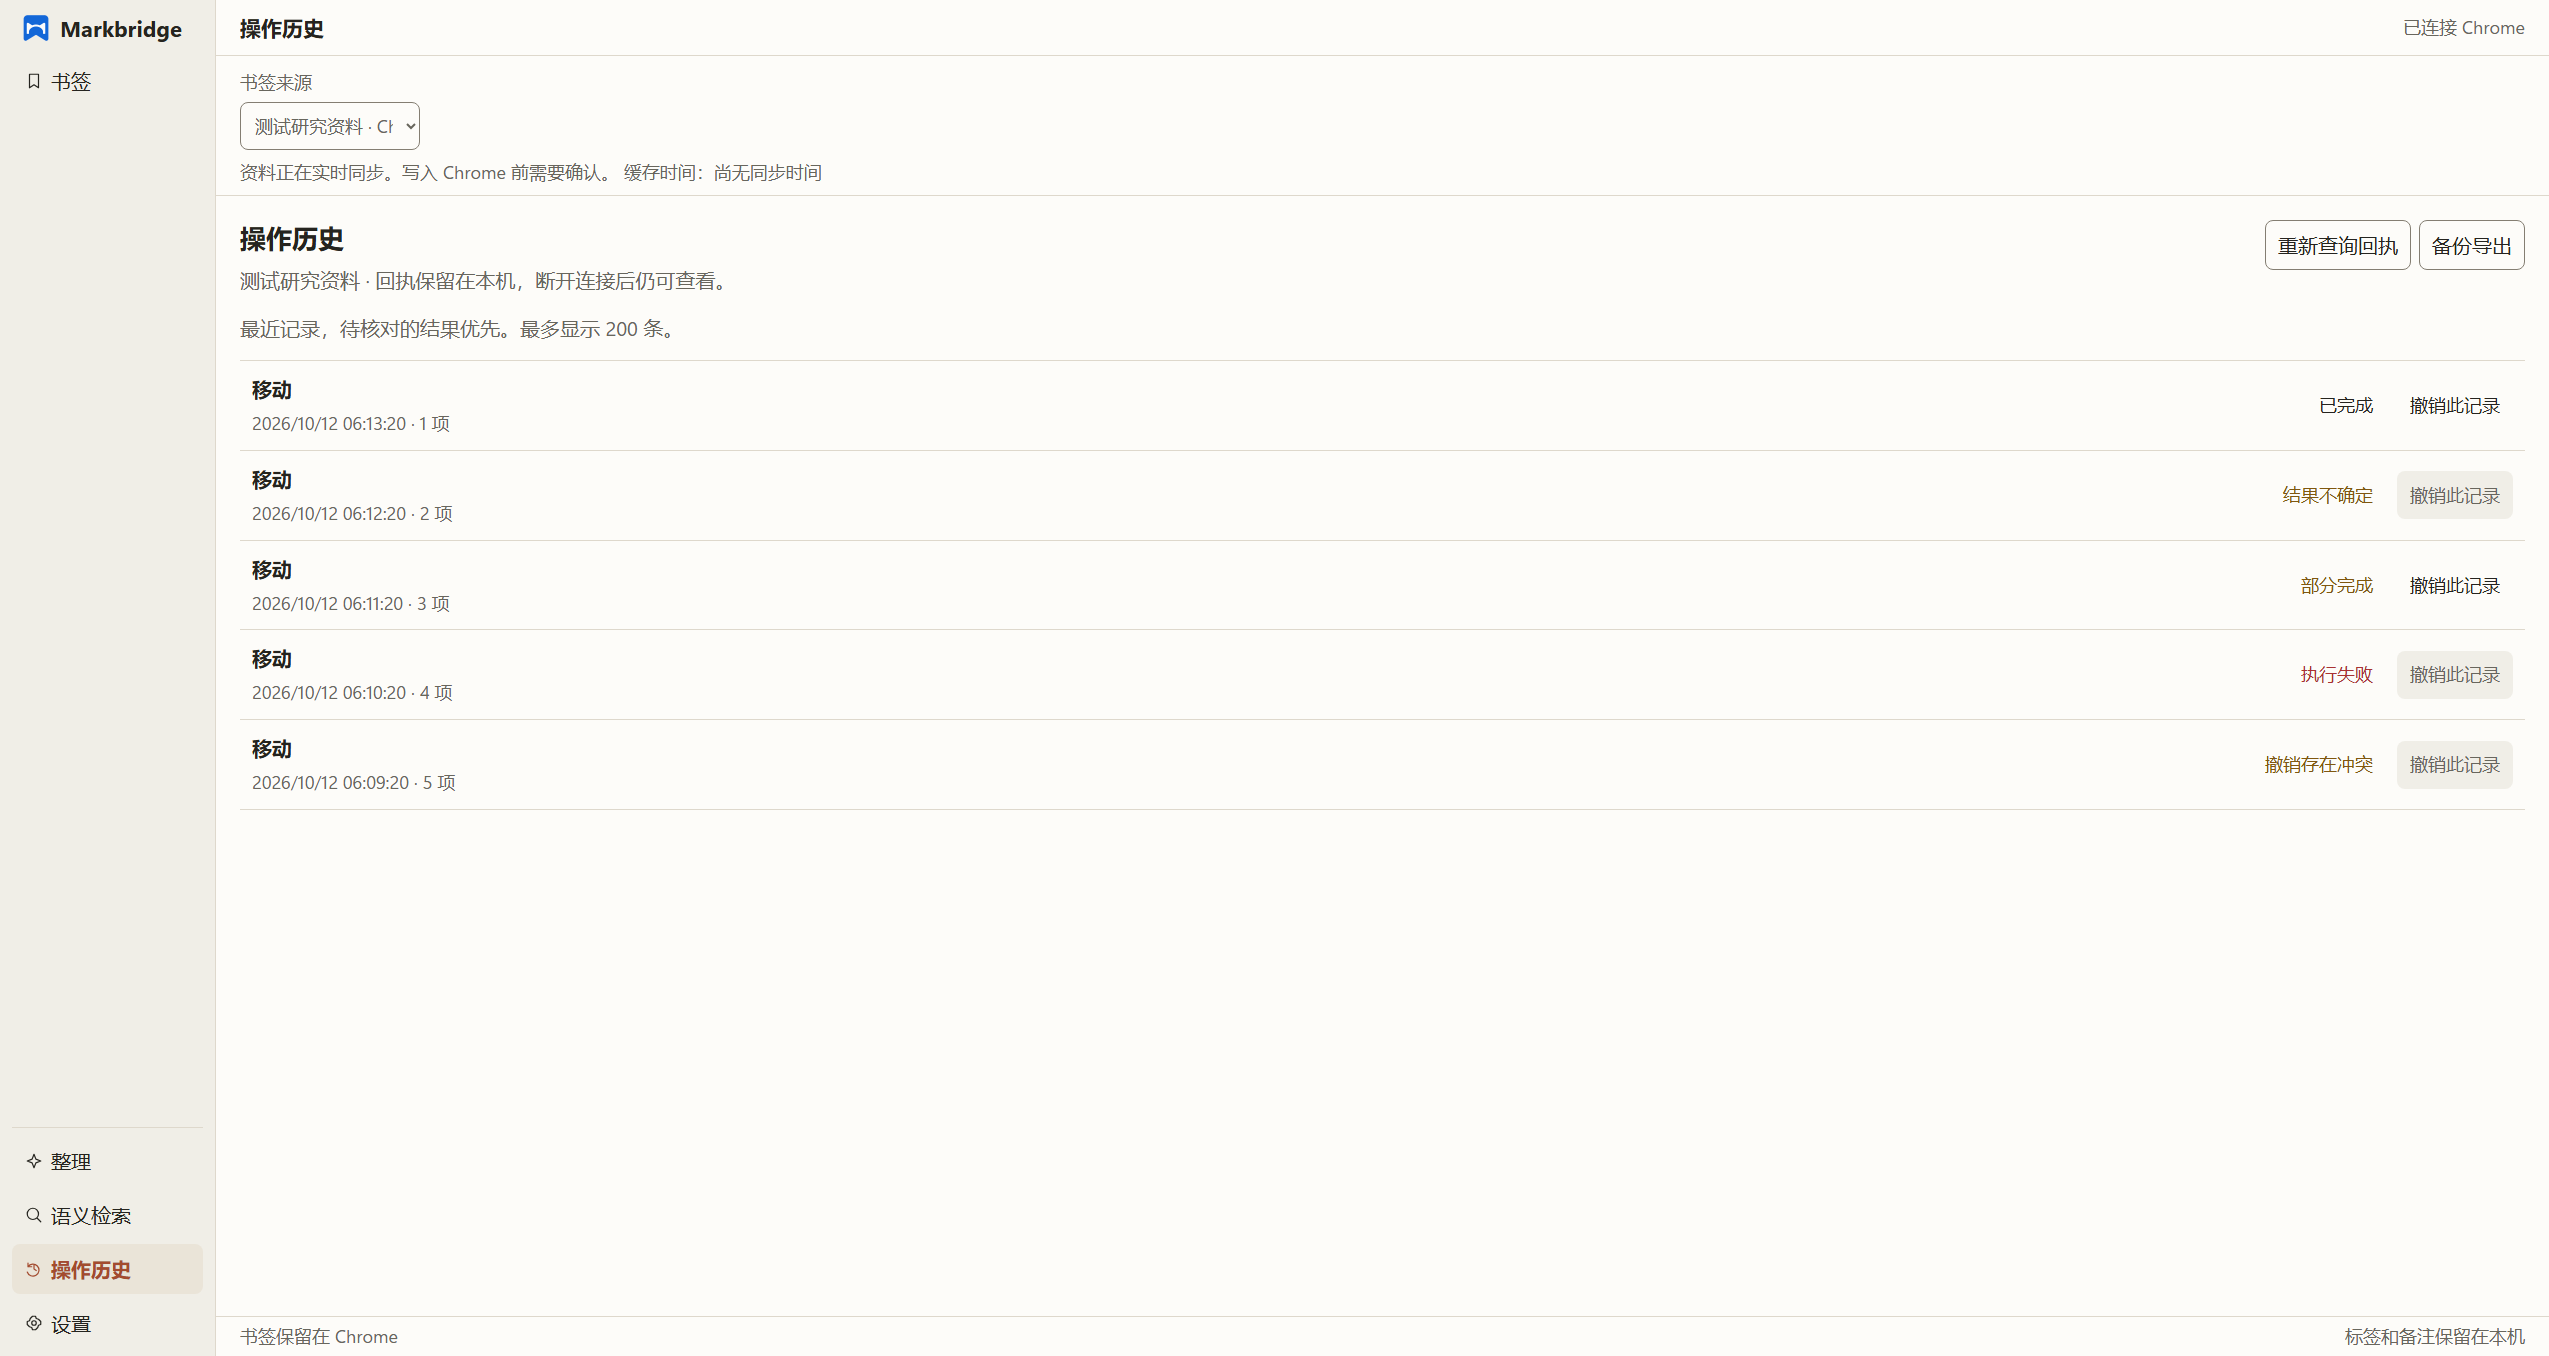 Markbridge
书签
整理
语义检索
操作历史
设置
操作历史
已连接 Chrome
书签来源
测试研究资料 · Ch
资料正在实时同步。写入 Chrome 前需要确认。 缓存时间：尚无同步时间
操作历史
重新查询回执
备份导出
测试研究资料 · 回执保留在本机，断开连接后仍可查看。
最近记录，待核对的结果优先。最多显示 200 条。
移动
2026/10/12 06:13:20 · 1 项
已完成
撤销此记录
移动
2026/10/12 06:12:20 · 2 项
结果不确定
撤销此记录
移动
2026/10/12 06:11:20 · 3 项
部分完成
撤销此记录
移动
2026/10/12 06:10:20 · 4 项
执行失败
撤销此记录
移动
2026/10/12 06:09:20 · 5 项
撤销存在冲突
撤销此记录
书签保留在 Chrome
标签和备注保留在本机